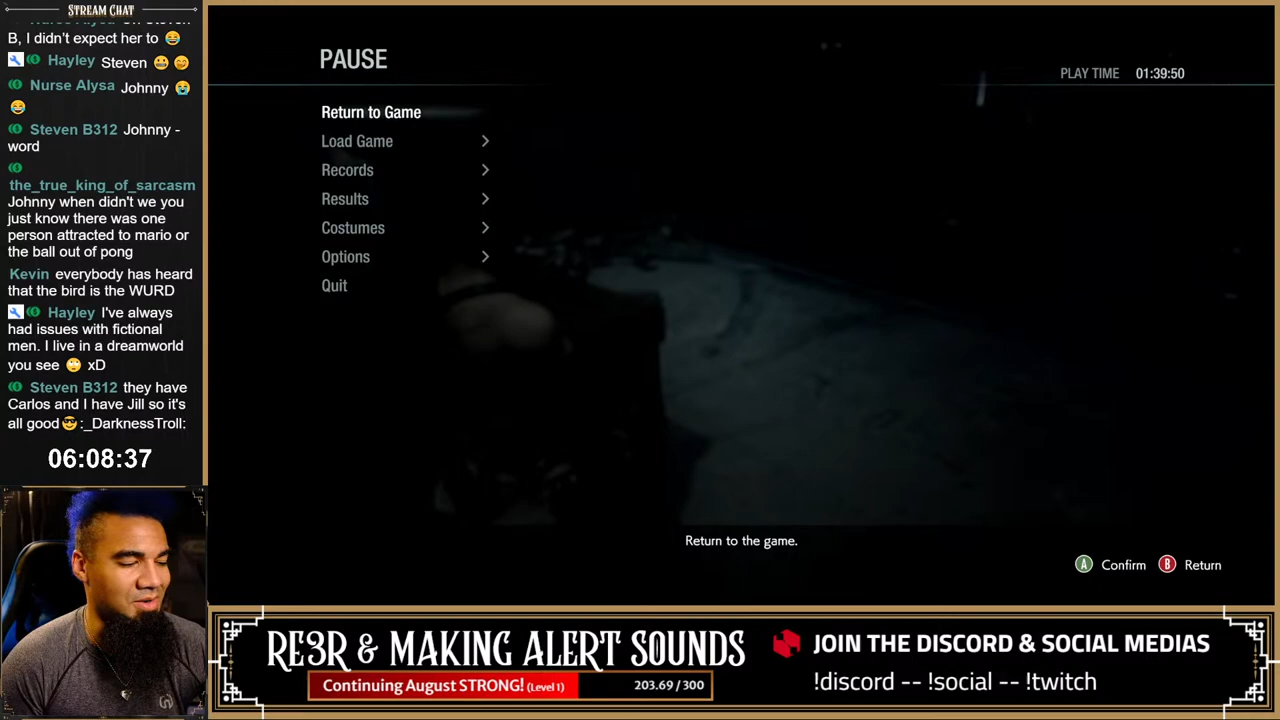 STREAM CHAT
B, I didn't expect her to 😂
Hayley Steven 😬 😊
Nurse Alysa Johnny 😭
😂
Steven B312 Johnny -
word
the_true_king_of_sarcasm
Johnny when didn't we you
just know there was one
person attracted to mario or
the ball out of pong
Kevin everybody has heard
that the bird is the WURD
Hayley I've always
had issues with fictional
men. I live in a dreamworld
you see 🙄 xD
Steven B312 they have
Carlos and I have Jill so it's
all good😎:_DarknessTroll:
06:08:37
PAUSE
PLAY TIME 01:39:50
Return to Game
Load Game
Records
Results
Costumes
Options
Quit
Return to the game.
A Confirm B Return
RE3R & MAKING ALERT SOUNDS
Continuing August STRONG! (Level 1) 203.69 / 300
JOIN THE DISCORD & SOCIAL MEDIAS
!discord -- !social -- !twitch